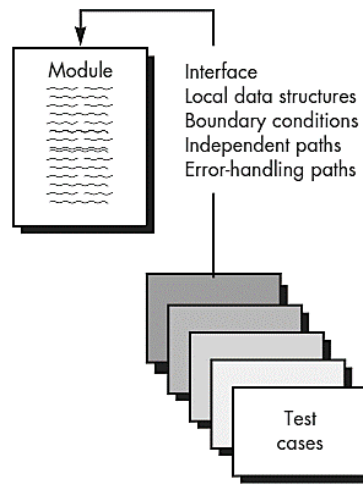 Module
Interface
Local data structures
Boundary conditions
Independent paths
Error-handling paths
Test
cases